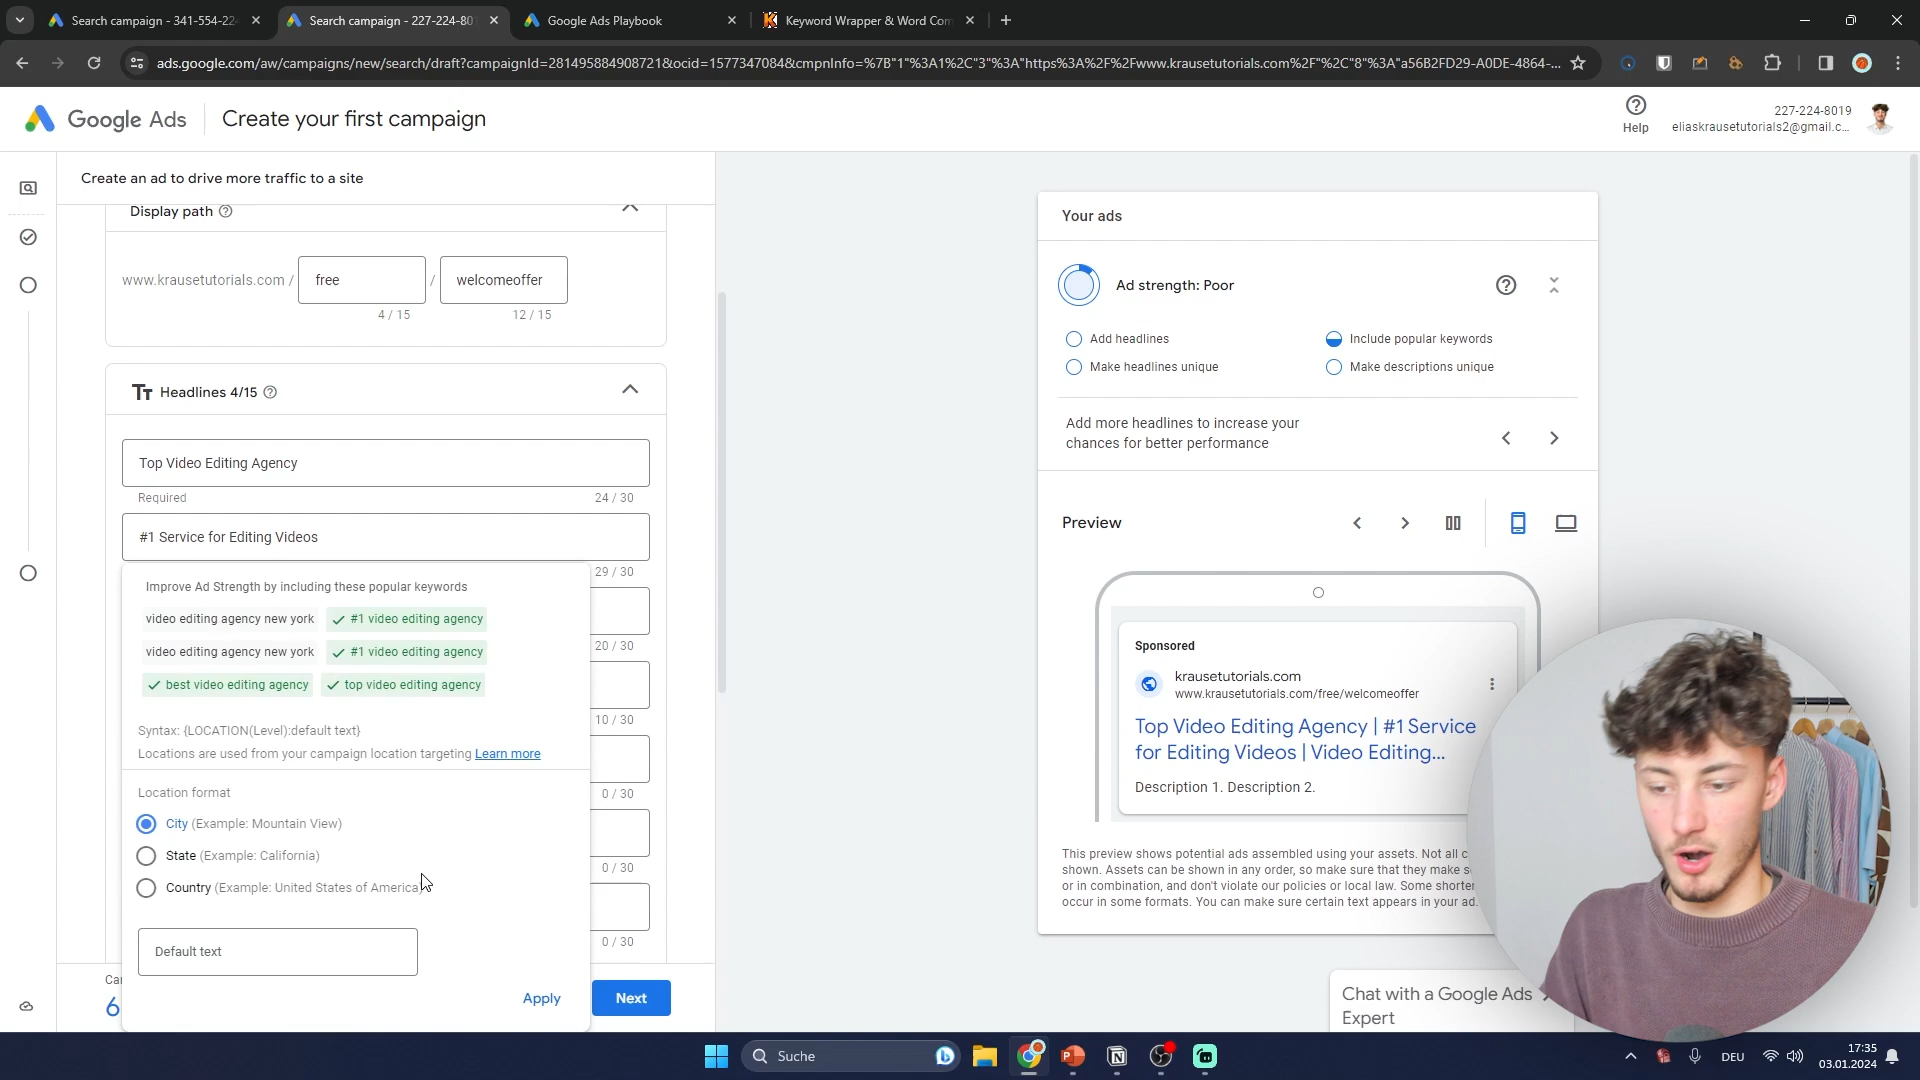 Search campaign - 341-554-22
Search campaign - 227-224-80
Google Ads Playbook
Keyword Wrapper & Word Com
ads.google.com/aw/campaigns/new/search/draft?campaignId=281495884908721&ocid=1577347084&cmpnInfo=%7B"1"%3A1%2C"3"%3A"https%3A%2F%2Fwww.krausetutorials.com%2F"%2C"8"%3A"a56B2FD29-A0DE-4864-...
Google Ads
Create your first campaign
Help
227-224-8019
eliaskrausetutorials2@gmail.c...
Create an ad to drive more traffic to a site
Display path
www.krausetutorials.com /
free
/
welcomeoffer
4 / 15
12 / 15
Headlines 4/15
Top Video Editing Agency
Required
24 / 30
#1 Service for Editing Videos
29 / 30
Improve Ad Strength by including these popular keywords
video editing agency new york
#1 video editing agency
20 / 30
video editing agency new york
#1 video editing agency
best video editing agency
top video editing agency
10 / 30
Syntax: {LOCATION(Level):default text}
Locations are used from your campaign location targeting Learn more
Location format
0 / 30
City (Example: Mountain View)
State (Example: California)
0 / 30
Country (Example: United States of America
0 / 30
Default text
Apply
Next
Your ads
Ad strength: Poor
Add headlines
Include popular keywords
Make headlines unique
Make descriptions unique
Add more headlines to increase your
chances for better performance
Preview
Sponsored
krausetutorials.com
www.krausetutorials.com/free/welcomeoffer
Top Video Editing Agency | #1 Service
for Editing Videos | Video Editing...
Description 1. Description 2.
This preview shows potential ads assembled using your assets. Not all c
shown. Assets can be shown in any order, so make sure that they make s
or in combination, and don't violate our policies or local law. Some shorte
occur in some formats. You can make sure certain text appears in your ad.
Chat with a Google Ads
Expert
Suche
DEU
17:35
03.01.2024